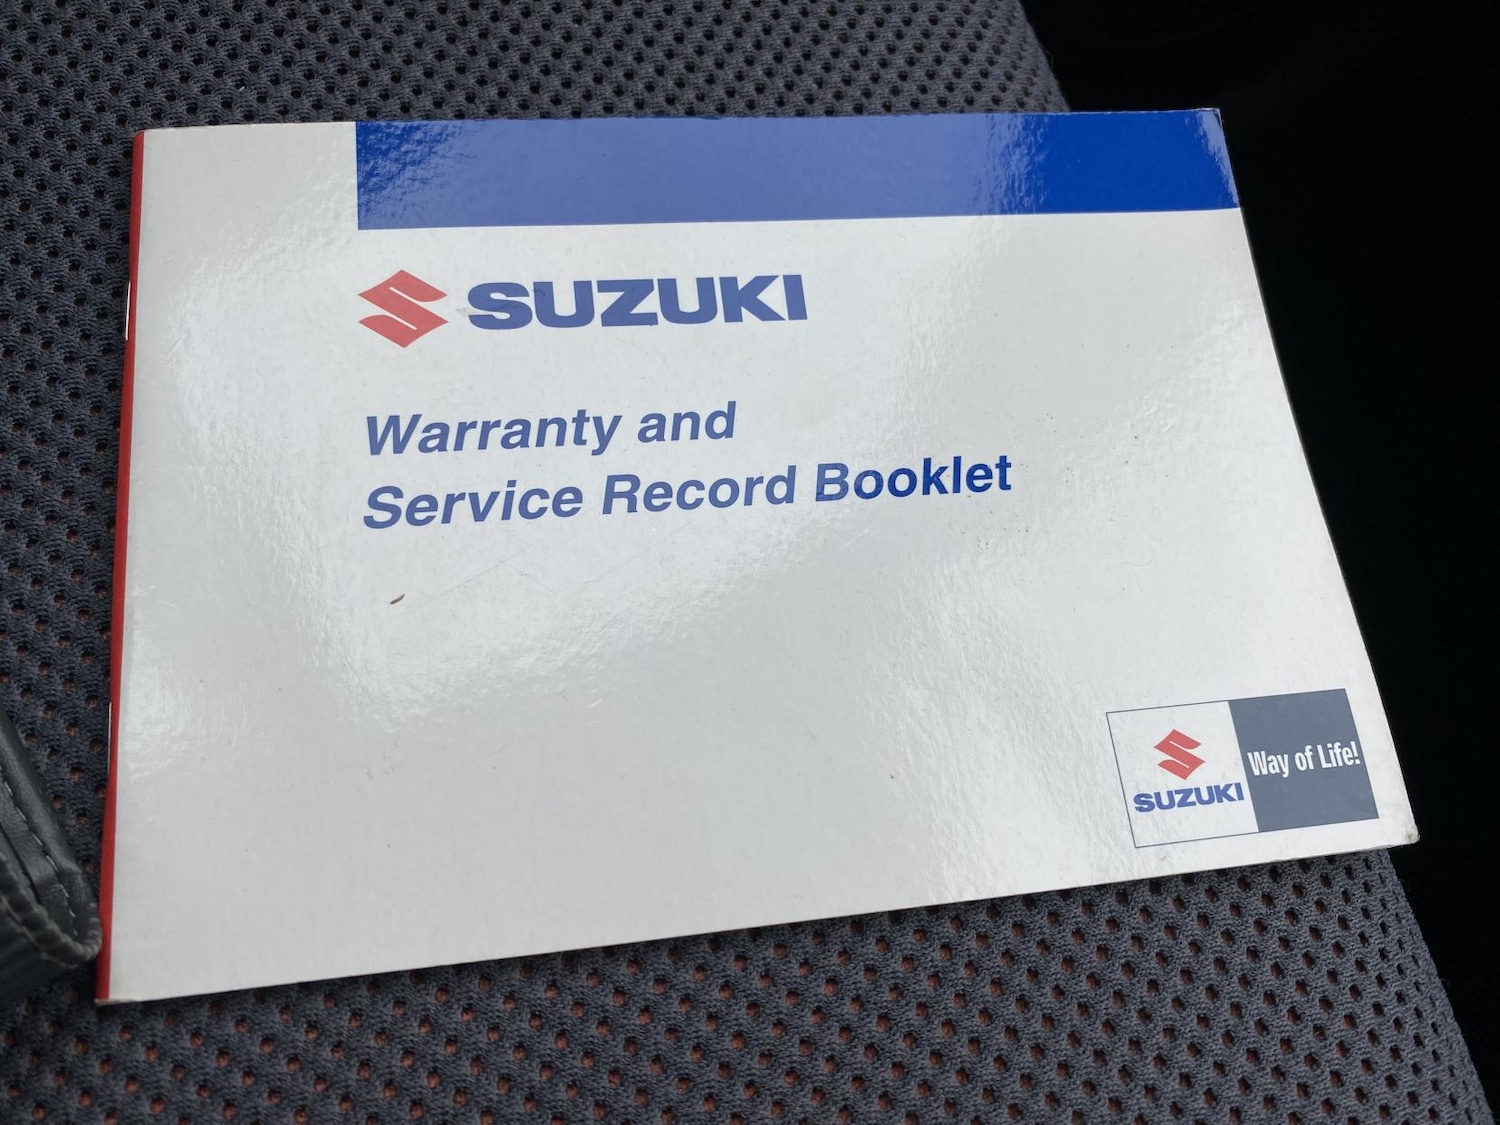 SUZUKI
Warranty and
Service Record Booklet
SUZUKI
Way of Life!